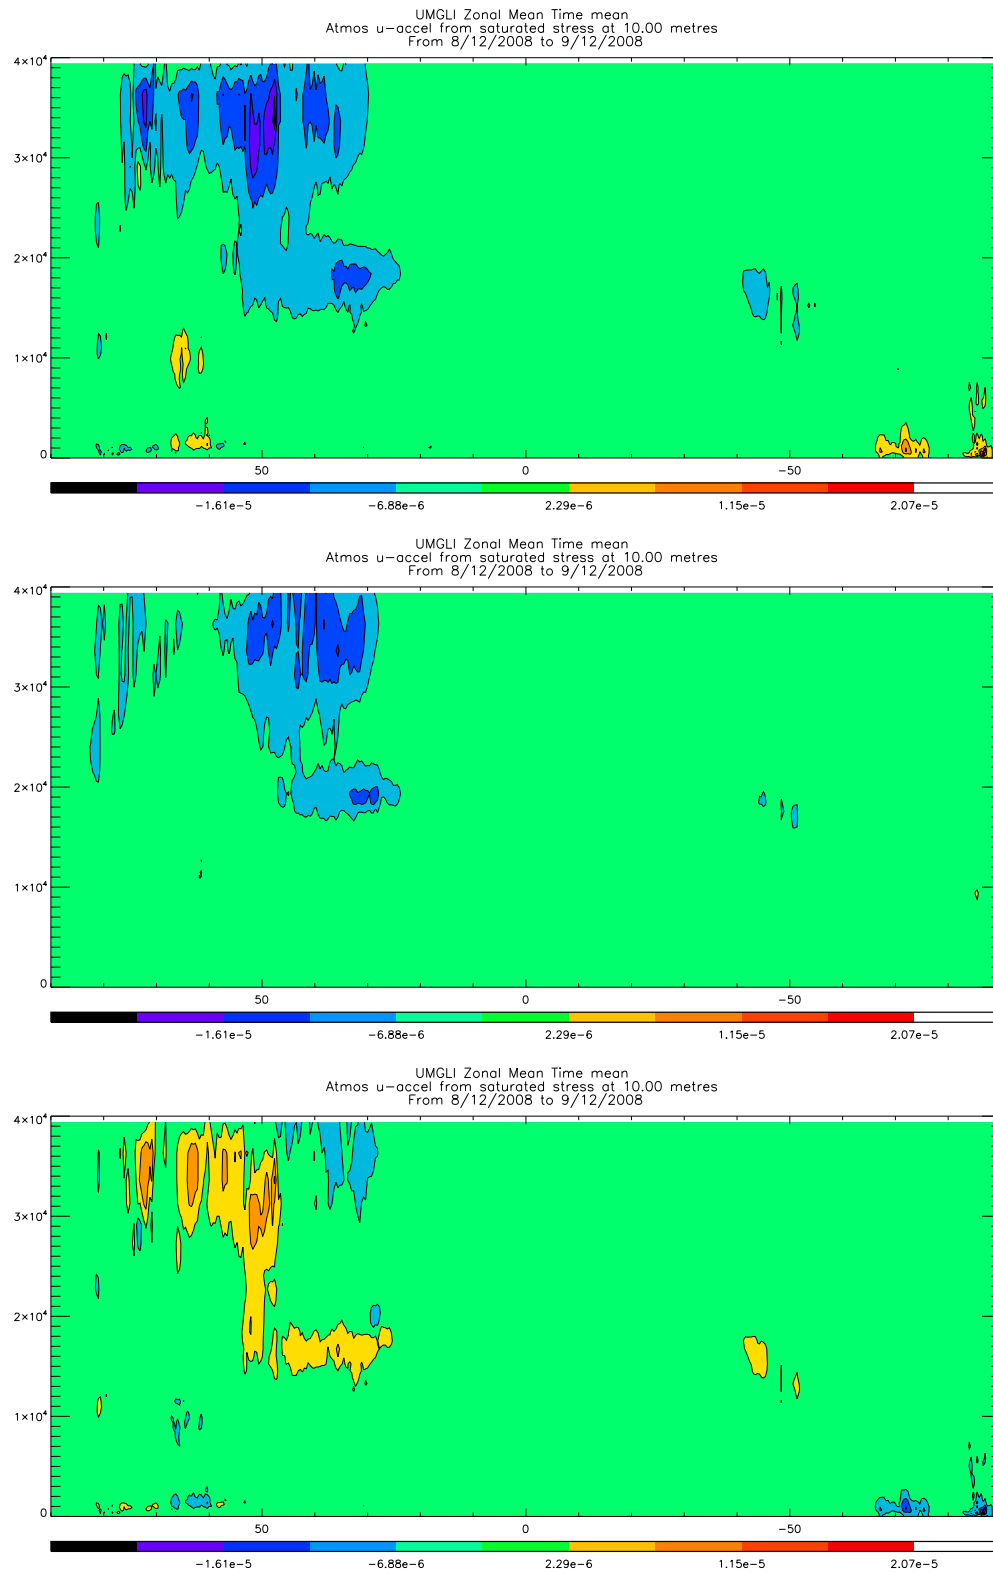 UMGLI Zonal Mean Time mean
Atmos u-accel from saturated stress at 10.00 metres
From 8/12/2008 to 9/12/2008
4×10⁴
3×10⁴
2×10⁴
1×10⁴
0
50 0 -50
-1.61e-5 -6.88e-6 2.29e-6 1.15e-5 2.07e-5
UMGLI Zonal Mean Time mean
Atmos u-accel from saturated stress at 10.00 metres
From 8/12/2008 to 9/12/2008
4×10⁴
3×10⁴
2×10⁴
1×10⁴
0
50 0 -50
-1.61e-5 -6.88e-6 2.29e-6 1.15e-5 2.07e-5
UMGLI Zonal Mean Time mean
Atmos u-accel from saturated stress at 10.00 metres
From 8/12/2008 to 9/12/2008
4×10⁴
3×10⁴
2×10⁴
1×10⁴
0
50 0 -50
-1.61e-5 -6.88e-6 2.29e-6 1.15e-5 2.07e-5